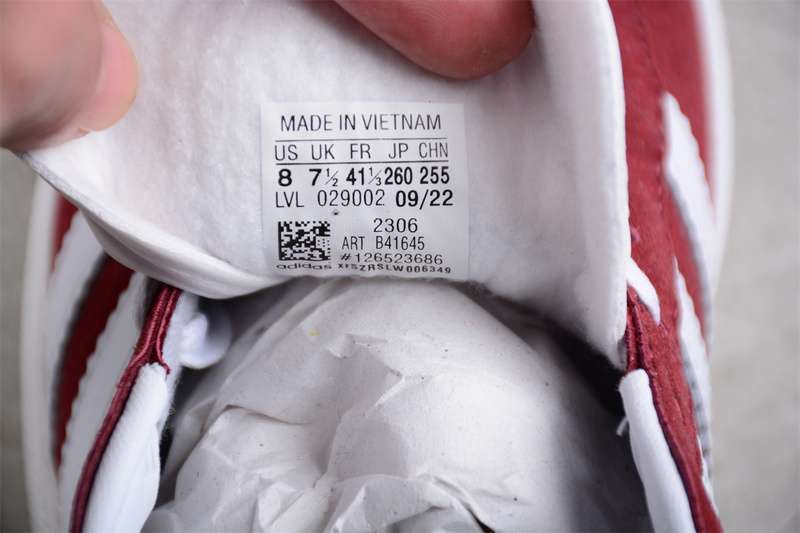 MADE IN VIETNAM
US UK FR JP CHN
8 7½ 41⅓ 260 255
LVL 029002 09/22
2306
ART B41645
#126523686
adidas XFSZRSLW006349